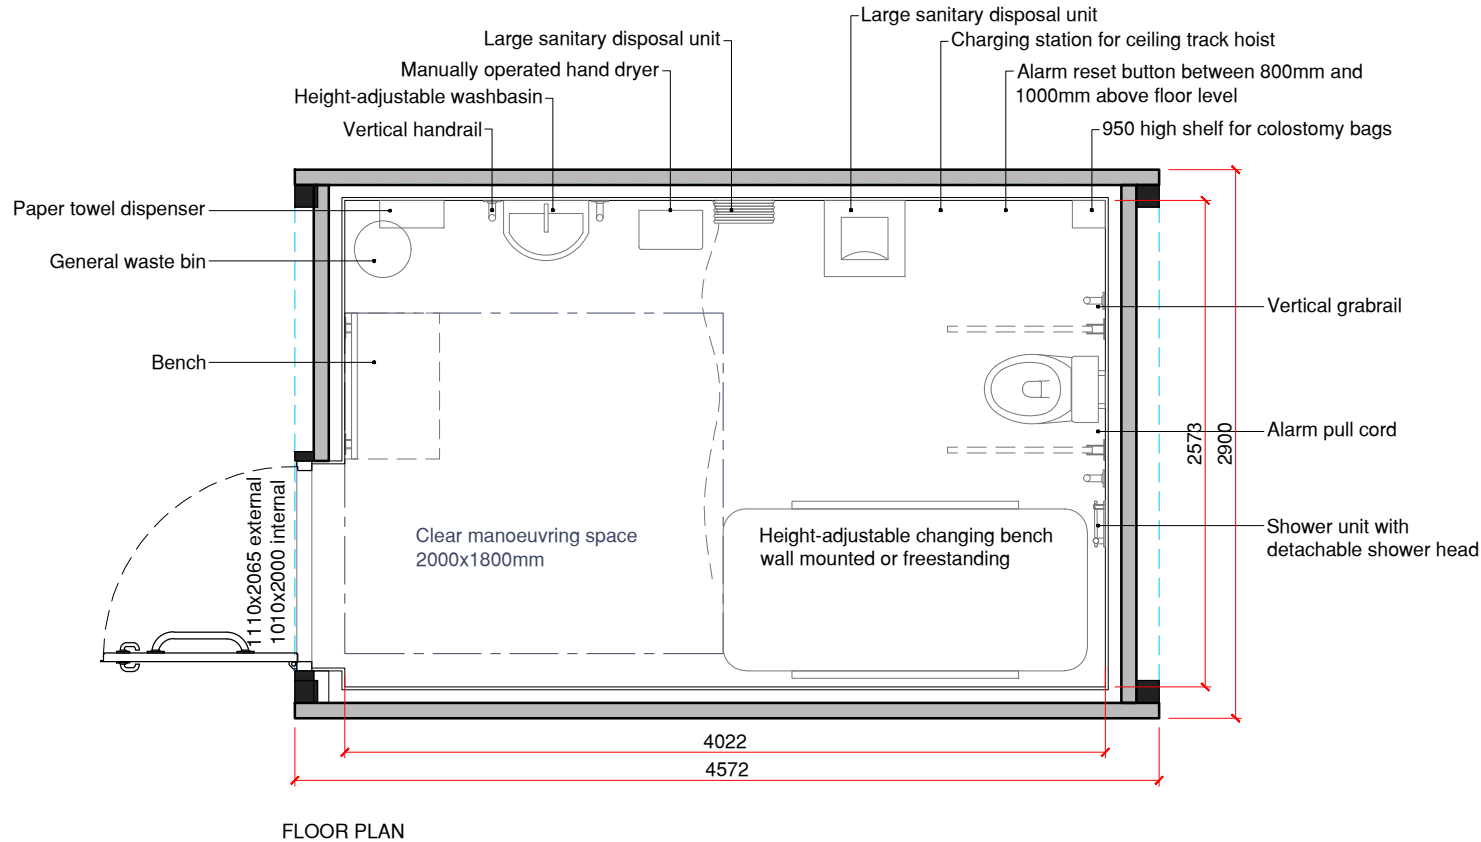 Large sanitary disposal unit
Large sanitary disposal unit
Charging station for ceiling track hoist
Manually operated hand dryer
Alarm reset button between 800mm and
1000mm above floor level
Height-adjustable washbasin
Vertical handrail
950 high shelf for colostomy bags
Paper towel dispenser
General waste bin
Vertical grabrail
Bench
Alarm pull cord
2573
2900
1110x2065 external
1010x2000 internal
Clear manoeuvring space
2000x1800mm
Height-adjustable changing bench
wall mounted or freestanding
Shower unit with
detachable shower head
4022
4572
FLOOR PLAN